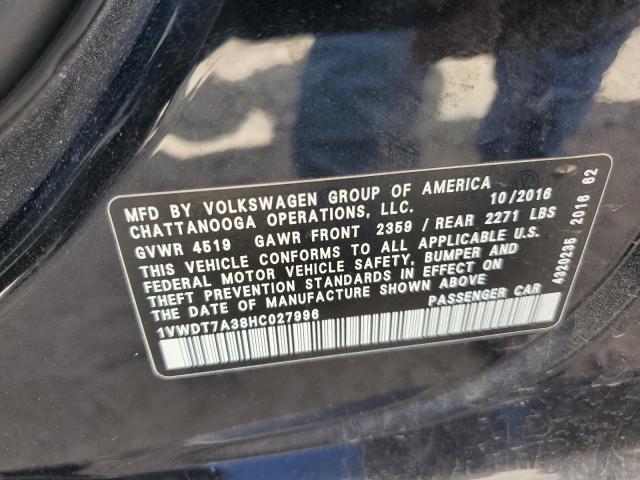 MFD BY VOLKSWAGEN GROUP OF AMERICA
CHATTANOOGA OPERATIONS, LLC. 10/2016
GVWR 4519 GAWR FRONT 2359 / REAR 2271 LBS
THIS VEHICLE CONFORMS TO ALL APPLICABLE U.S.
FEDERAL MOTOR VEHICLE SAFETY, BUMPER AND
THEFT PREVENTION STANDARDS IN EFFECT ON
THE DATE OF MANUFACTURE SHOWN ABOVE
1VWDT7A38HC027996 PASSENGER CAR
4320235 2016 62